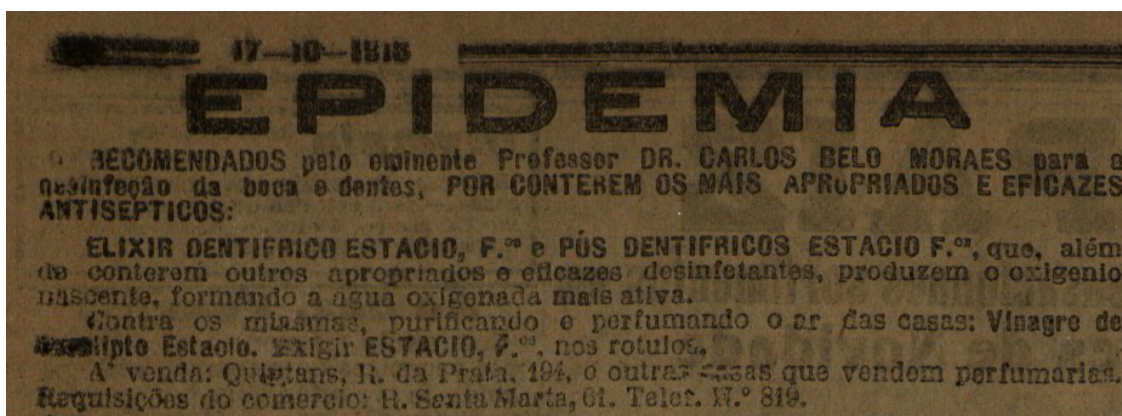 17-10-1818
EPIDEMIA
RECOMENDADOS pelo eminente Professor DR. CARLOS BELO MORAES para a
desinfeção da boca e dentes, POR CONTEREM OS MAIS APROPRIADOS E EFICAZES
ANTISEPTICOS:
ELIXIR DENTIFRICO ESTACIO, F.ᵒˢ e PÓS DENTIFRICOS ESTACIO F.ᵒˢ, que, além
de conterem outros apropriados e eficazes desinfetantes, produzem o oxigenio
nascente, formando a agua oxigenada mais ativa.
Contra os miasmas, purificando e perfumando o ar das casas: Vinagre de
Estacio. Exigir ESTACIO, F.ᵒˢ, nos rotulos.
A' venda: Quintans, R. da Prata, 194, e outras casas que vendem perfumarias.
Requisições do comercio: R. Santa Marta, 61. Telef. N.º 819.